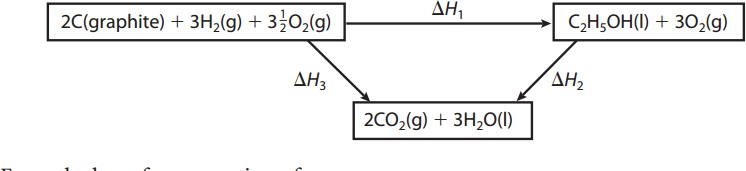 ΔH₁
2C(graphite) + 3H₂(g) + 3½O₂(g)
C₂H₅OH(l) + 3O₂(g)
ΔH₃
ΔH₂
2CO₂(g) + 3H₂O(l)